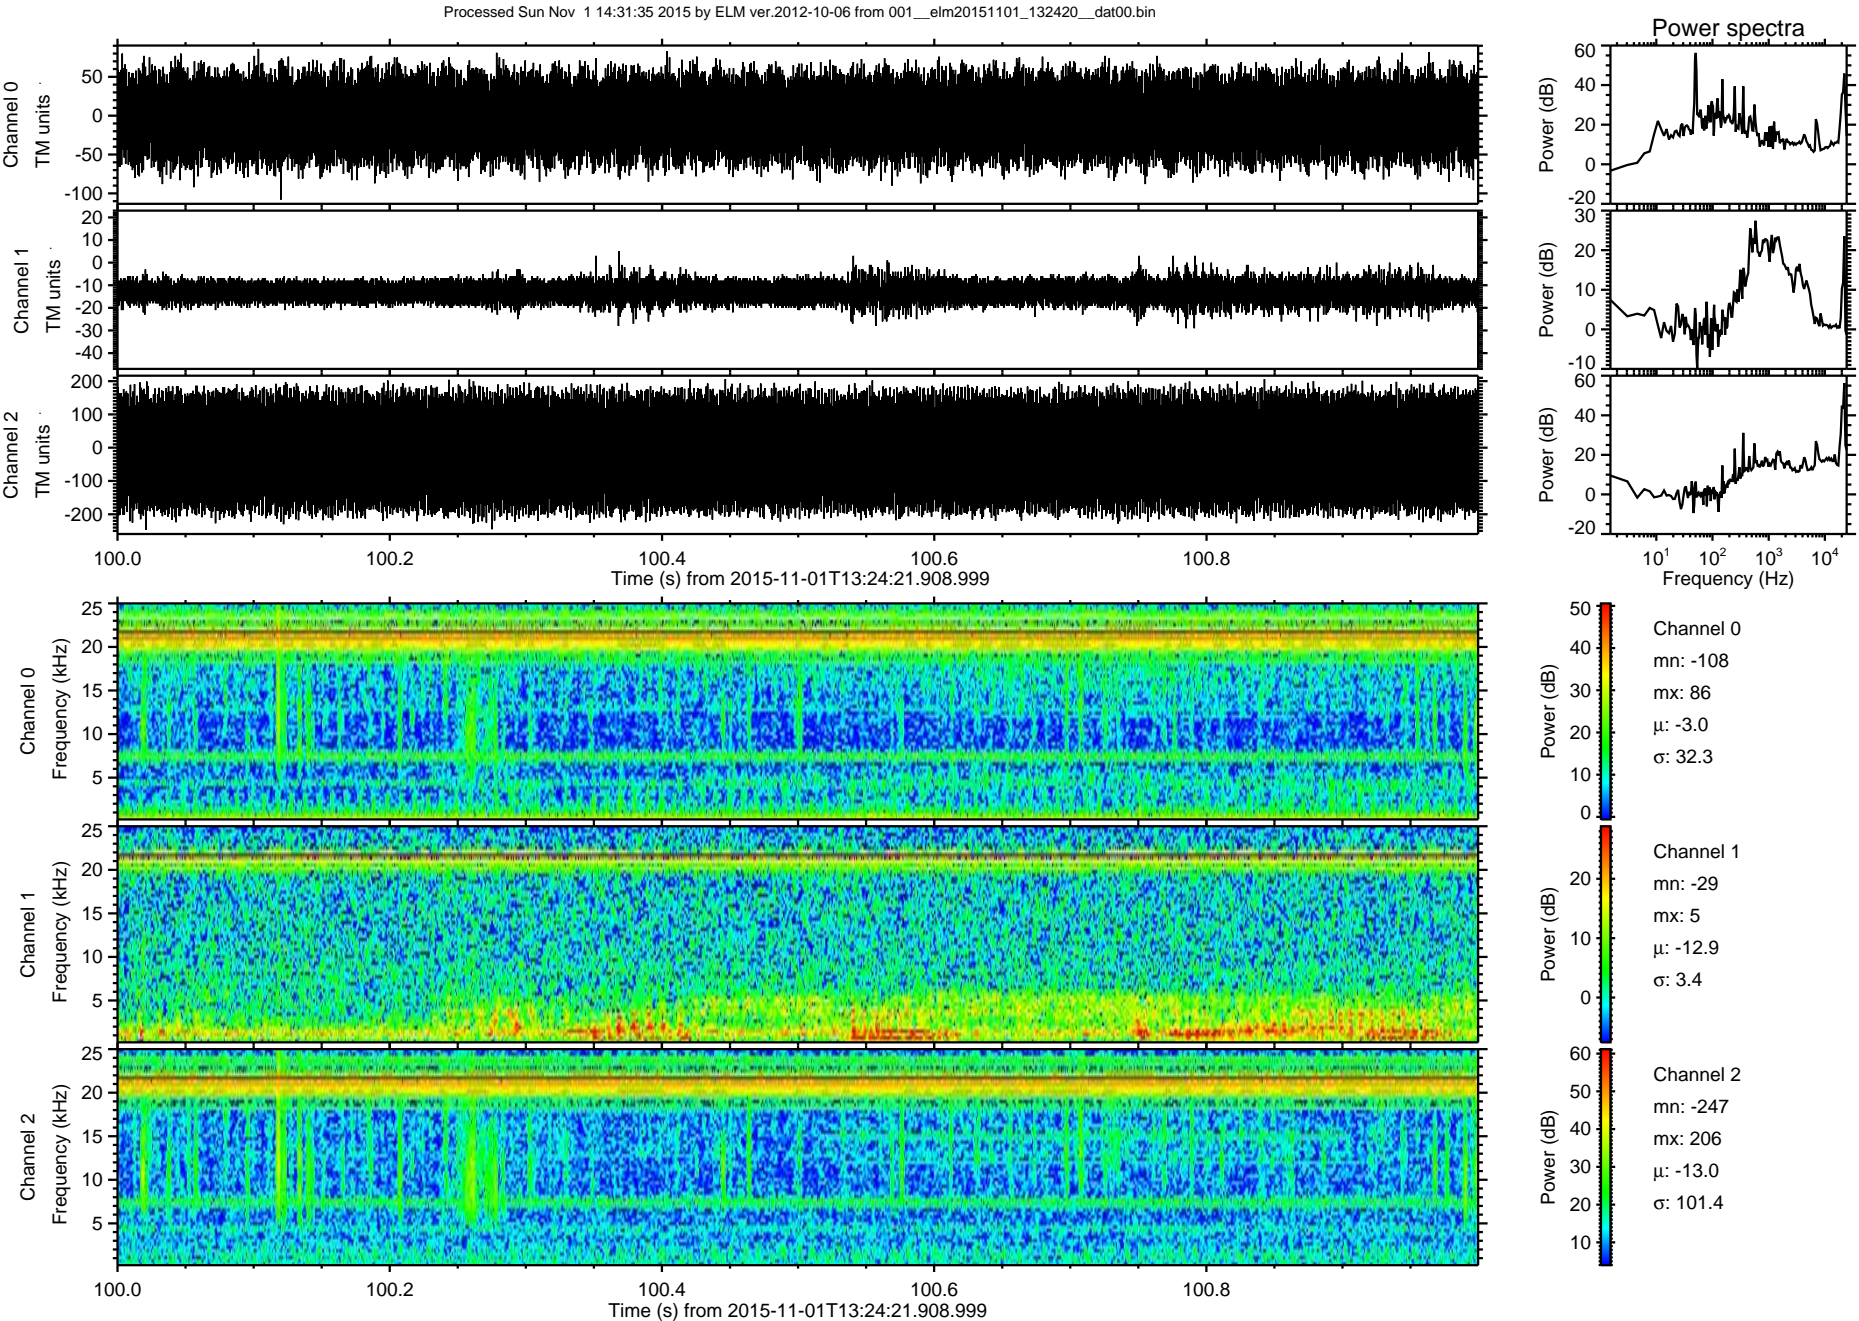 Processed Sun Nov 1 14:31:35 2015 by ELM ver.2012-10-06 from 001__elm20151101_132420__dat00.bin
Power spectra
Channel 0
TM units
50
0
-50
-100
Power (dB)
60
40
20
0
-20
Channel 1
TM units
20
10
0
-10
-20
-30
-40
Power (dB)
30
20
10
0
-10
Channel 2
TM units
200
100
0
-100
-200
Power (dB)
60
40
20
0
-20
100.0 100.2 100.4 100.6 100.8
Time (s) from 2015-11-01T13:24:21.908.999
10^1 10^2 10^3 10^4
Frequency (Hz)
Channel 0
Frequency (kHz)
25
20
15
10
5
Power (dB)
50
40
30
20
10
0
Channel 0
mn: -108
mx: 86
μ: -3.0
σ: 32.3
Channel 1
Frequency (kHz)
25
20
15
10
5
Power (dB)
20
10
0
Channel 1
mn: -29
mx: 5
μ: -12.9
σ: 3.4
Channel 2
Frequency (kHz)
25
20
15
10
5
Power (dB)
60
50
40
30
20
10
Channel 2
mn: -247
mx: 206
μ: -13.0
σ: 101.4
100.0 100.2 100.4 100.6 100.8
Time (s) from 2015-11-01T13:24:21.908.999